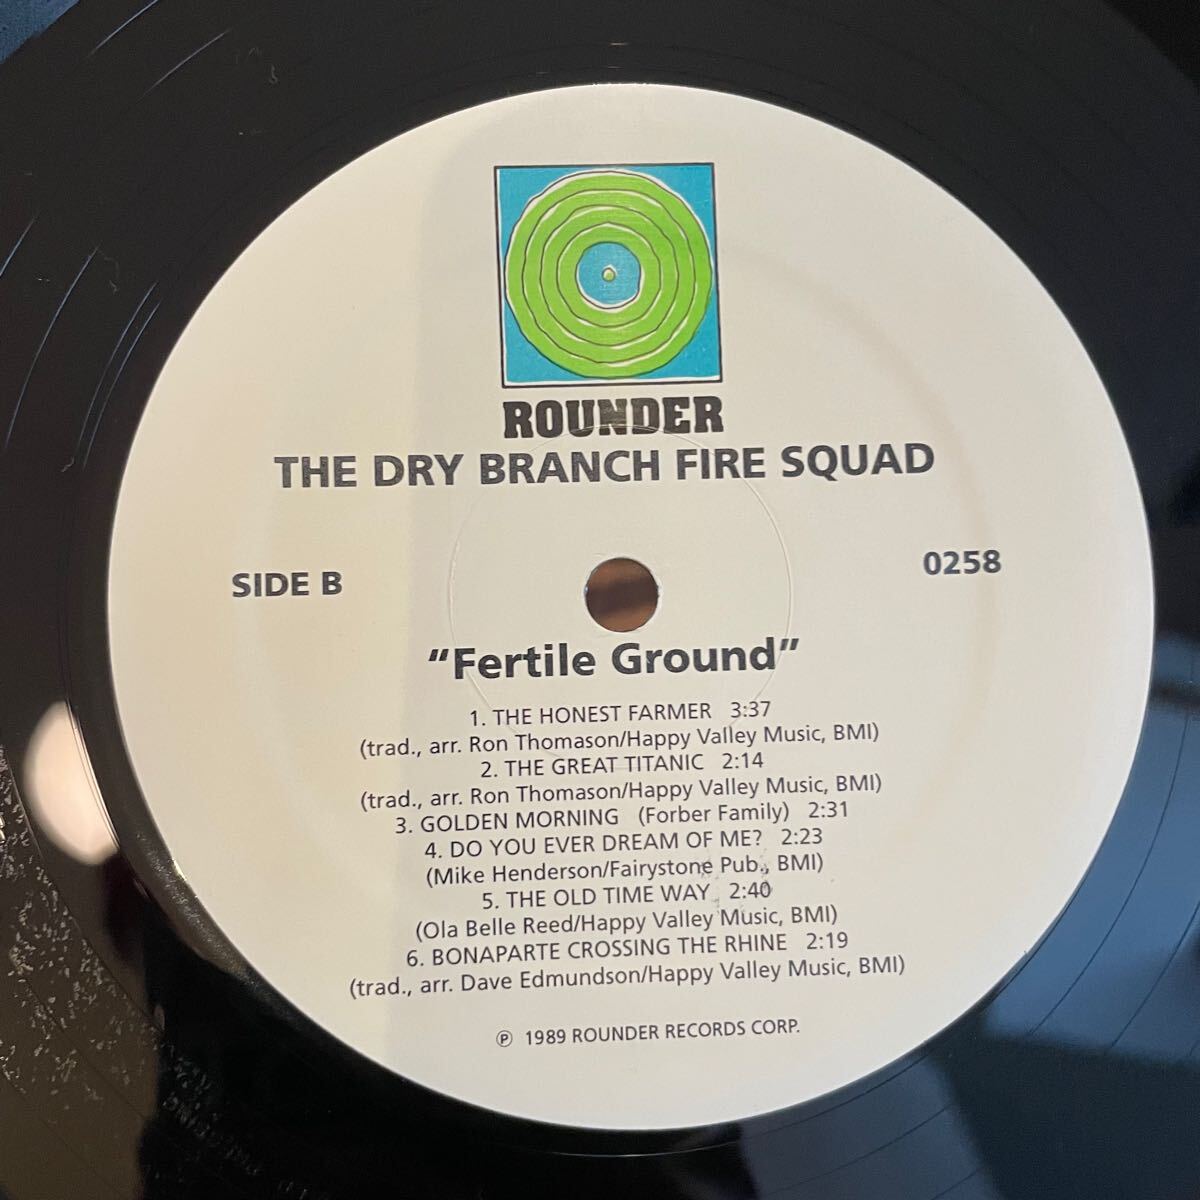 ROUNDER
THE DRY BRANCH FIRE SQUAD
SIDE B
0258
"Fertile Ground"
1. THE HONEST FARMER 3:37
(trad., arr. Ron Thomason/Happy Valley Music, BMI)
2. THE GREAT TITANIC 2:14
(trad., arr. Ron Thomason/Happy Valley Music, BMI)
3. GOLDEN MORNING (Forber Family) 2:31
4. DO YOU EVER DREAM OF ME? 2:23
(Mike Henderson/Fairystone Pub., BMI)
5. THE OLD TIME WAY 2:40
(Ola Belle Reed/Happy Valley Music, BMI)
6. BONAPARTE CROSSING THE RHINE 2:19
(trad., arr. Dave Edmundson/Happy Valley Music, BMI)
℗ 1989 ROUNDER RECORDS CORP.